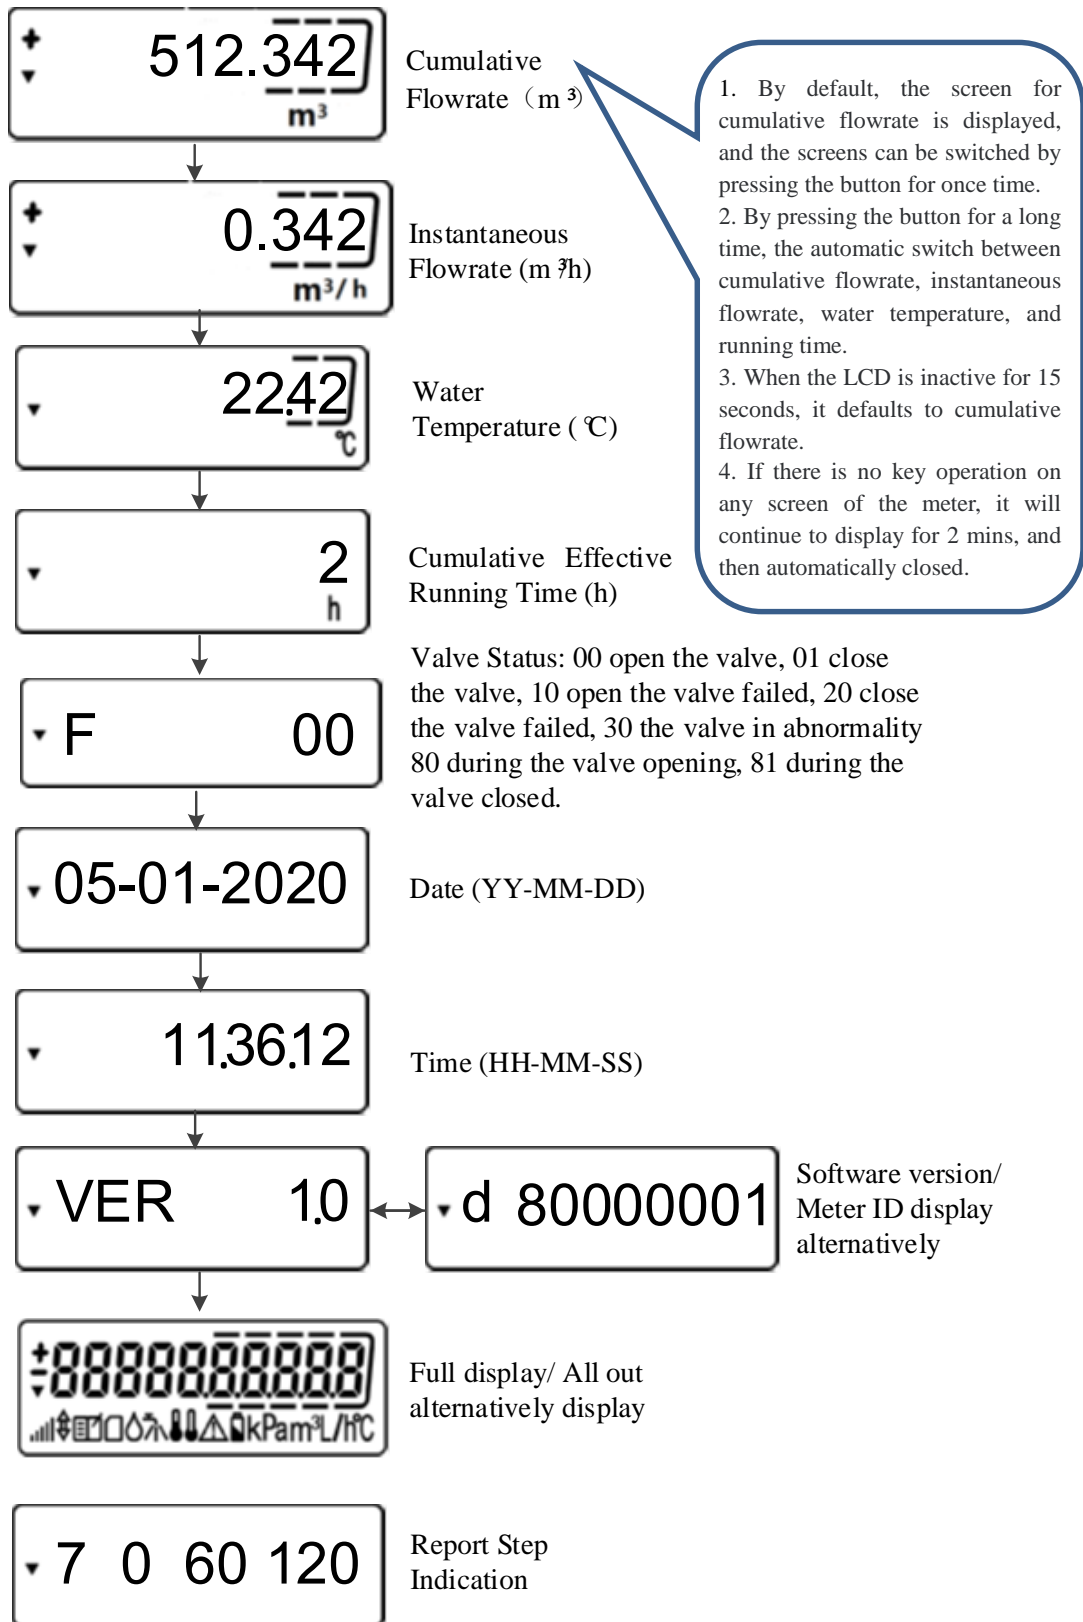 512.342
m³
Cumulative
Flowrate（m³）
1. By default, the screen for
cumulative flowrate is displayed,
and the screens can be switched by
pressing the button for once time.
2. By pressing the button for a long
time, the automatic switch between
cumulative flowrate, instantaneous
flowrate, water temperature, and
running time.
3. When the LCD is inactive for 15
seconds, it defaults to cumulative
flowrate.
4. If there is no key operation on
any screen of the meter, it will
continue to display for 2 mins, and
then automatically closed.
0.342
m³/h
Instantaneous
Flowrate (m³/h)
22.42
℃
Water
Temperature (℃)
2
h
Cumulative Effective
Running Time (h)
F 00
Valve Status: 00 open the valve, 01 close
the valve, 10 open the valve failed, 20 close
the valve failed, 30 the valve in abnormality
80 during the valve opening, 81 during the
valve closed.
05-01-2020
Date (YY-MM-DD)
11.36.12
Time (HH-MM-SS)
VER 1.0
d 80000001
Software version/
Meter ID display
alternatively
8888888888
kPam³L/h℃
Full display/ All out
alternatively display
7 0 60 120
Report Step
Indication